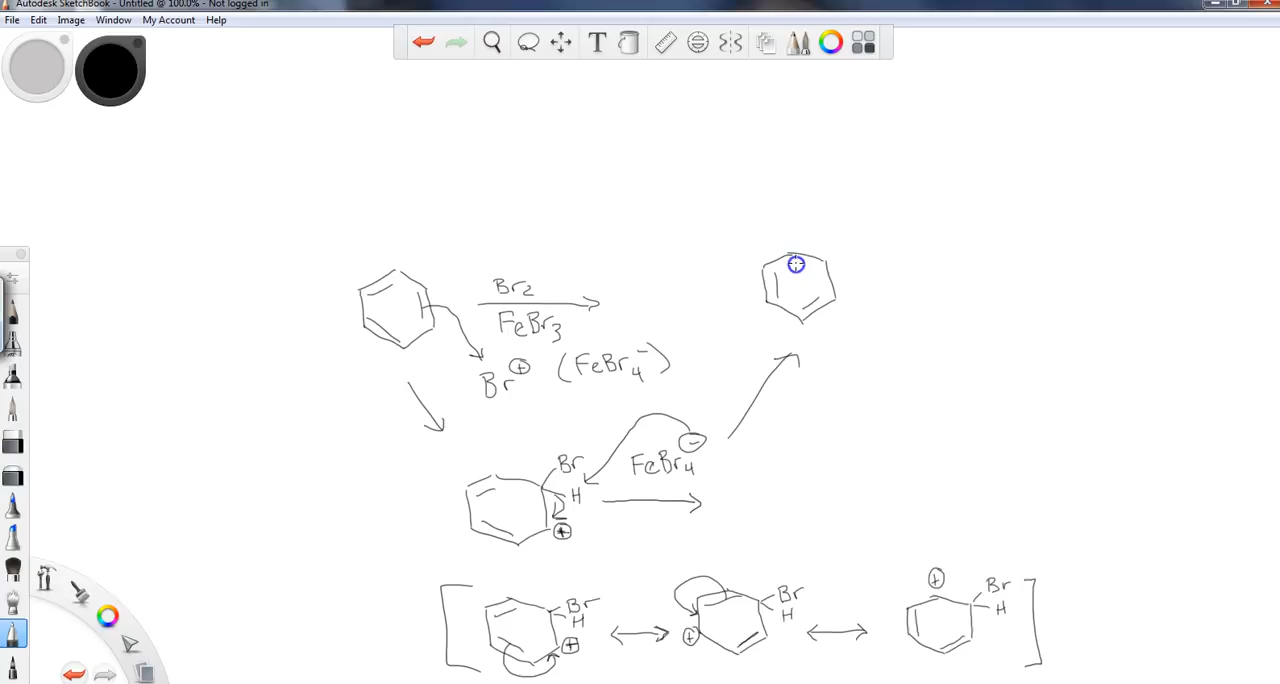 Autodesk SketchBook - Untitled @ 100.0% - Not logged in
File Edit Image Window My Account Help
T
Br2
FeBr3
Br⊕ (FeBr4⁻)
Br
H
⊕
⊖
FeBr4
Br
H
⊕
Br
H
⊕
⊕
Br
H